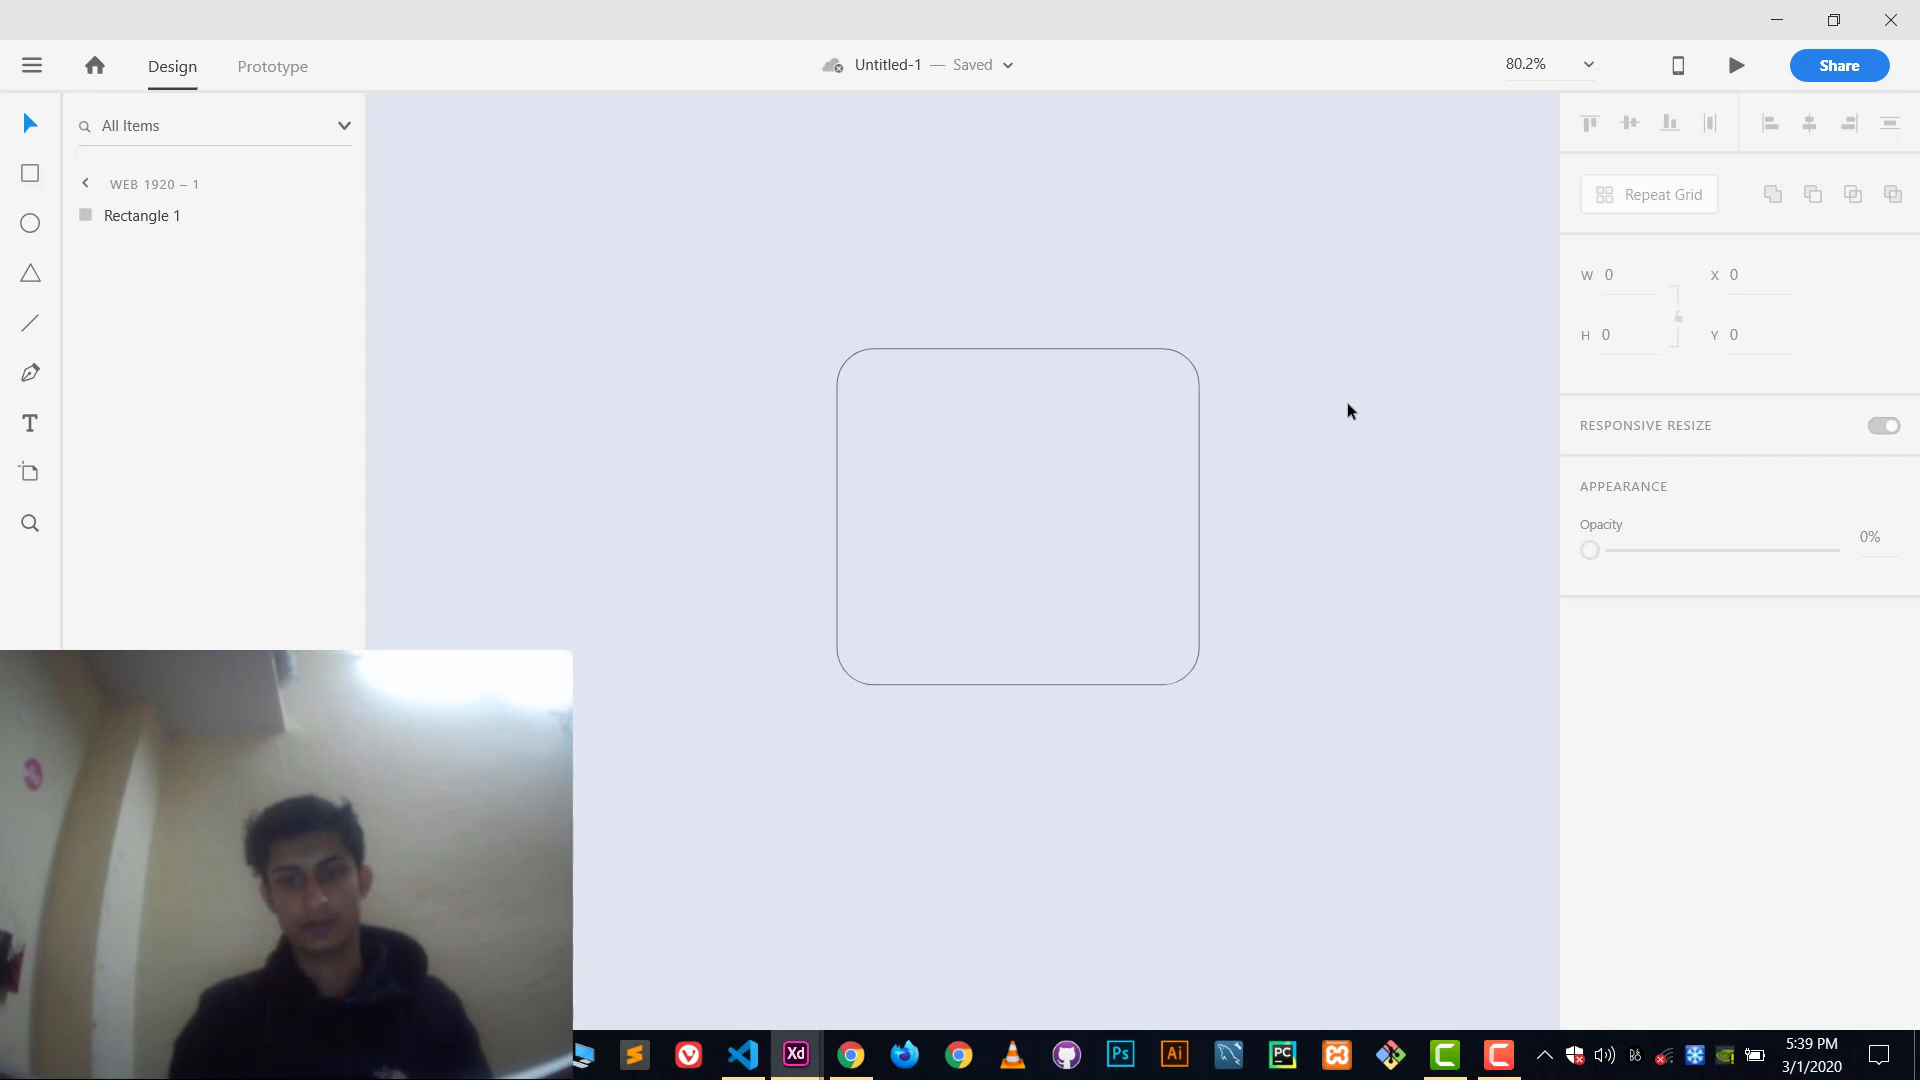 Design
Prototype
Untitled-1 — Saved
80.2%
Share
All Items
WEB 1920 – 1
Rectangle 1
T
Repeat Grid
W 0
X 0
H 0
Y 0
RESPONSIVE RESIZE
APPEARANCE
Opacity
0%
Xd
Ps
Ai
PC
5:39 PM
3/1/2020